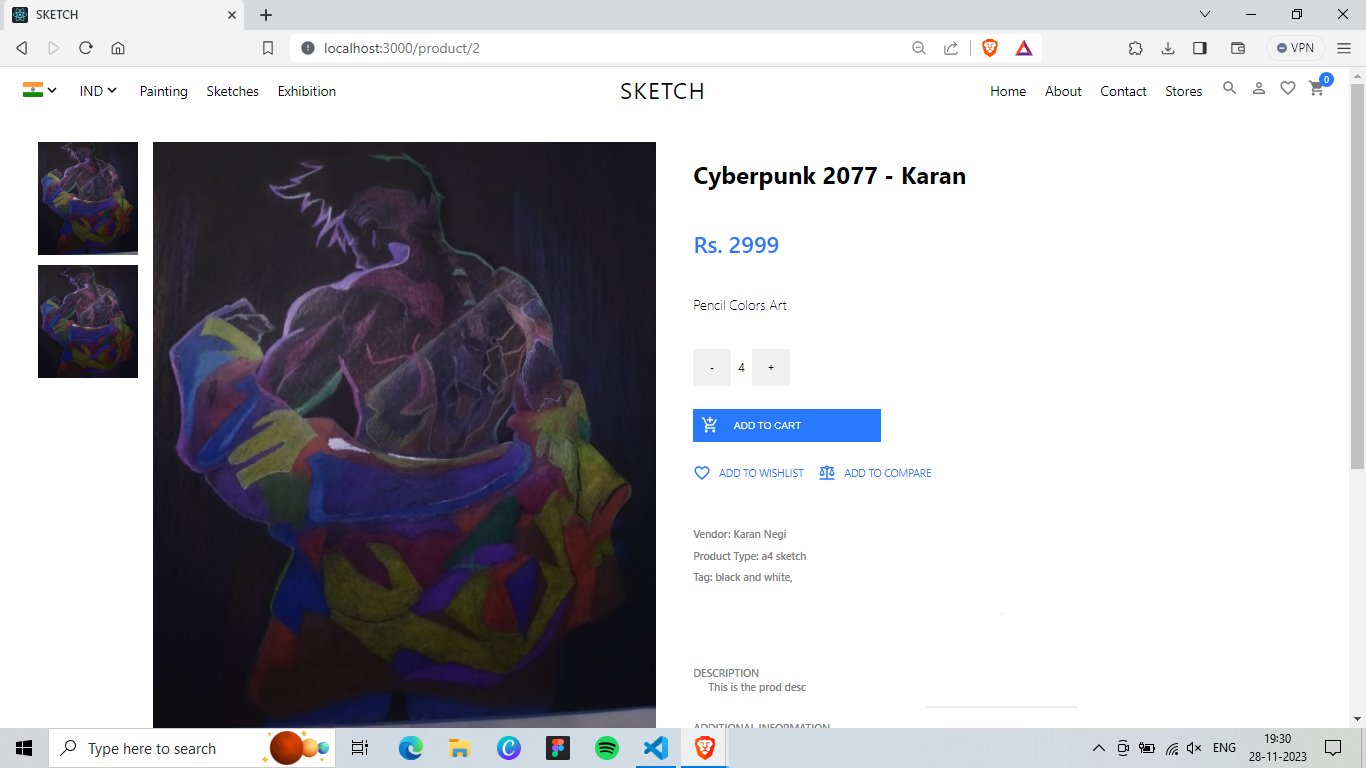 SKETCH
localhost:3000/product/2
VPN
IND
Painting
Sketches
Exhibition
SKETCH
Home
About
Contact
Stores
0
Cyberpunk 2077 - Karan
Rs. 2999
Pencil Colors Art
- 4 +
ADD TO CART
ADD TO WISHLIST
ADD TO COMPARE
Vendor: Karan Negi
Product Type: a4 sketch
Tag: black and white,
DESCRIPTION
This is the prod desc
ADDITIONAL INFORMATION
Type here to search
ENG
19:30
28-11-2023